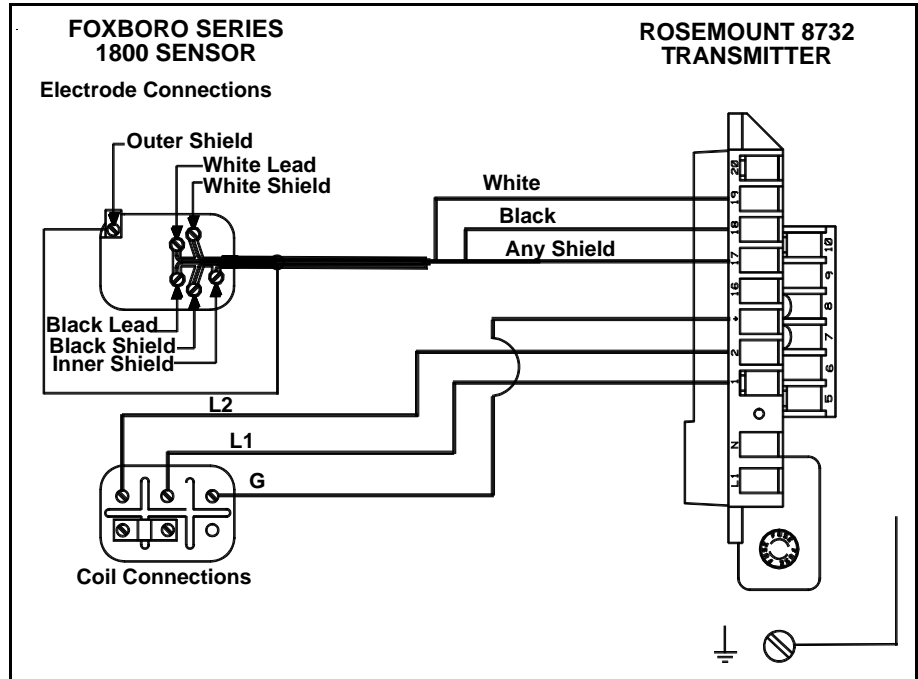 FOXBORO SERIES
1800 SENSOR
ROSEMOUNT 8732
TRANSMITTER
Electrode Connections
Outer Shield
White Lead
White Shield
White
Black
Any Shield
Black Lead
Black Shield
Inner Shield
L2
L1
G
Coil Connections
20
19
18
17
16
2
1
N
L1
10
9
8
7
6
5
FUSE
FUSE